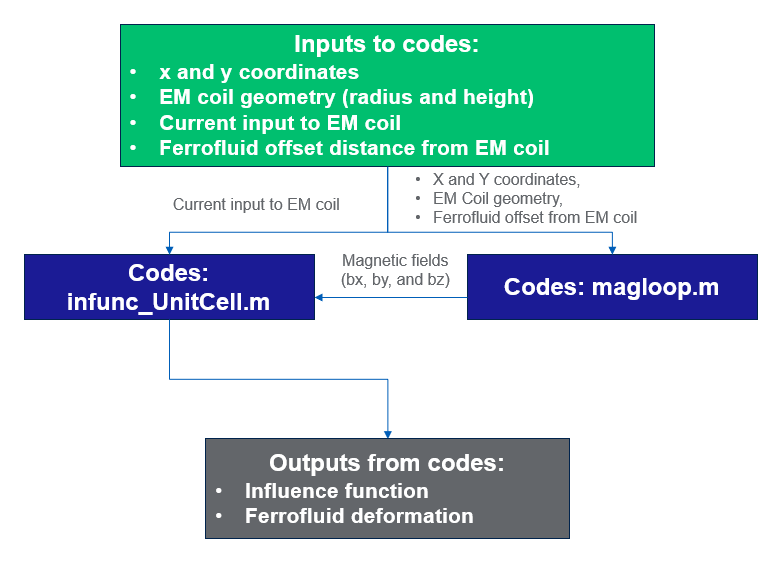 Inputs to codes:
• x and y coordinates
• EM coil geometry (radius and height)
• Current input to EM coil
• Ferrofluid offset distance from EM coil
Current input to EM coil
• X and Y coordinates,
• EM Coil geometry,
• Ferrofluid offset from EM coil
Codes:
infunc_UnitCell.m
Magnetic fields
(bx, by, and bz)
Codes: magloop.m
Outputs from codes:
• Influence function
• Ferrofluid deformation